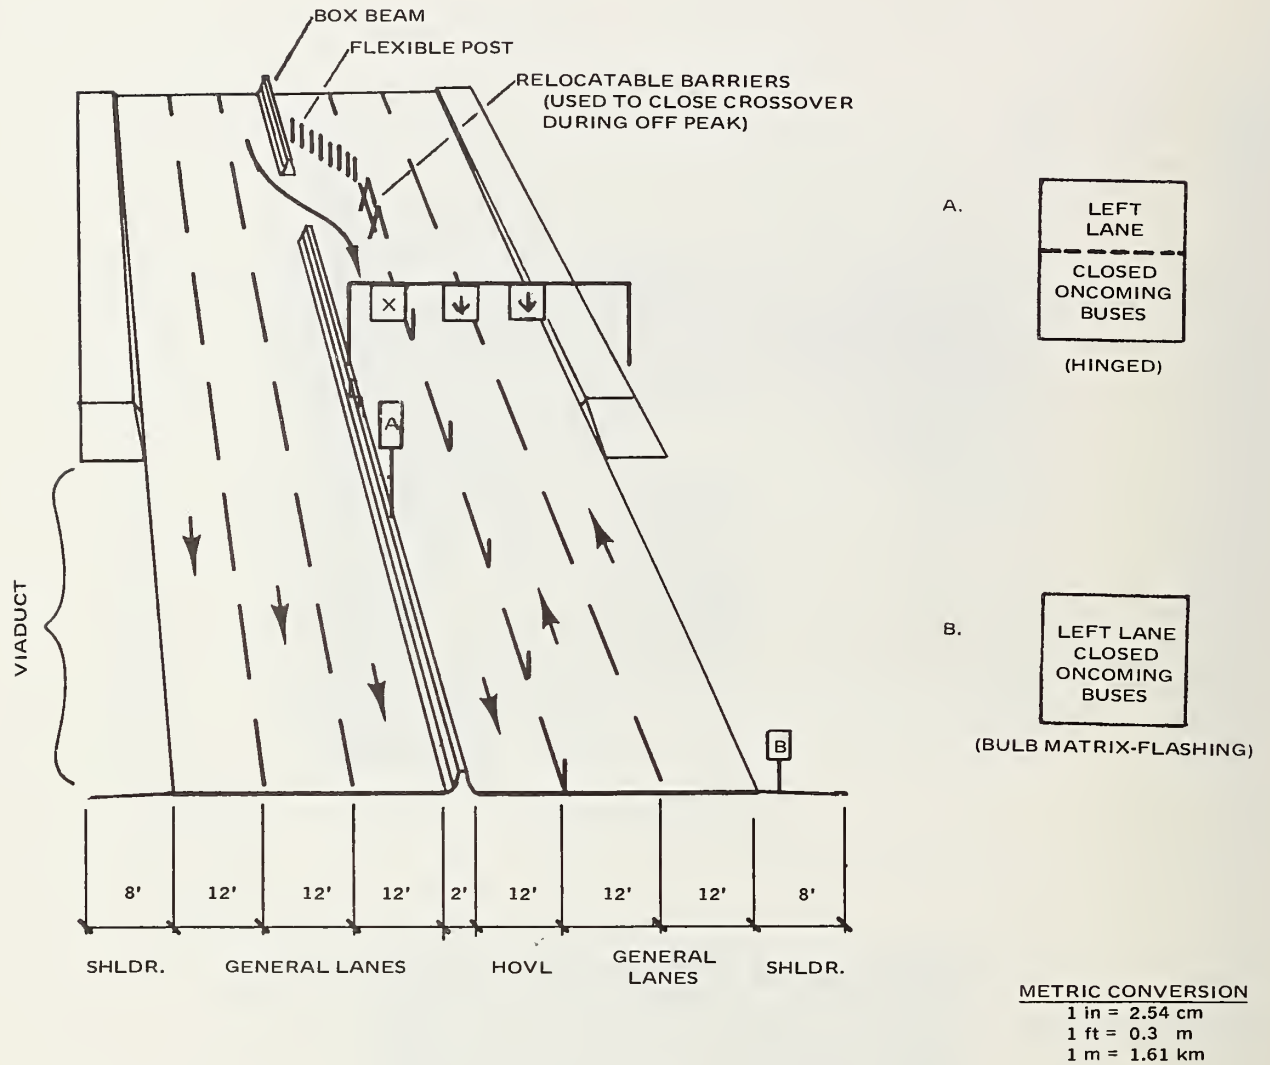 BOX BEAM
FLEXIBLE POST
RELOCATABLE BARRIERS
(USED TO CLOSE CROSSOVER
DURING OFF PEAK)
A.
LEFT
LANE
CLOSED
ONCOMING
BUSES
(HINGED)
X
A
VIADUCT
B.
LEFT LANE
CLOSED
ONCOMING
BUSES
(BULB MATRIX-FLASHING)
B
8' 12' 12' 12' 2' 12' 12' 12' 8'
SHLDR. GENERAL LANES HOVL GENERAL LANES SHLDR.
METRIC CONVERSION
1 in = 2.54 cm
1 ft = 0.3 m
1 m = 1.61 km